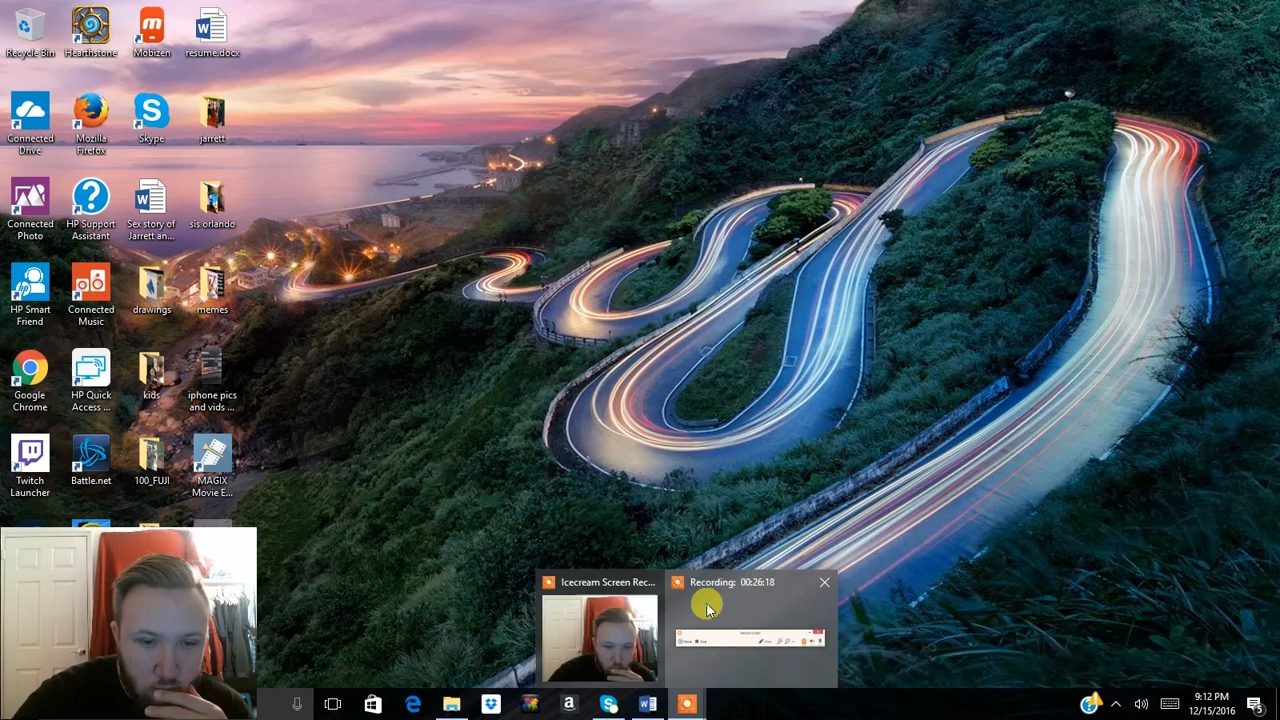 Recycle Bin
Hearthstone
Mobizen
resume.docx
Connected
Drive
Mozilla
Firefox
Skype
jarrett
Connected
Photo
HP Support
Assistant
Sex story of
Jarrett an...
sis orlando
HP Smart
Friend
Connected
Music
drawings
memes
Google
Chrome
HP Quick
Access ...
kids
iphone pics
and vids ...
Twitch
Launcher
Battle.net
100_FUJI
MAGIX
Movie E...
Icecream Screen Rec...
Recording: 00:26:18
9:12 PM
12/15/2016
5